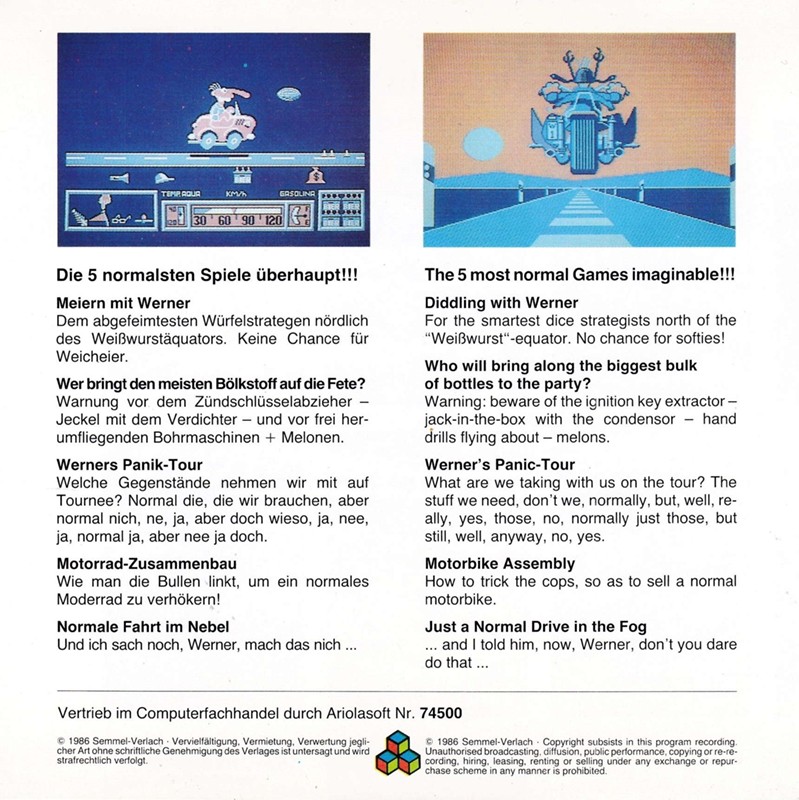 TEMP. AQUA KM/h GASOLINA
30 60 90 120
Die 5 normalsten Spiele überhaupt!!!
Meiern mit Werner
Dem abgefeimtesten Würfelstrategen nördlich
des Weißwurstäquators. Keine Chance für
Weicheier.
Wer bringt den meisten Bölkstoff auf die Fete?
Warnung vor dem Zündschlüsselabzieher –
Jeckel mit dem Verdichter – und vor frei her-
umfliegenden Bohrmaschinen + Melonen.
Werners Panik-Tour
Welche Gegenstände nehmen wir mit auf
Tournee? Normal die, die wir brauchen, aber
normal nich, ne, ja, aber doch wieso, ja, nee,
ja, normal ja, aber nee ja doch.
Motorrad-Zusammenbau
Wie man die Bullen linkt, um ein normales
Moderrad zu verhökern!
Normale Fahrt im Nebel
Und ich sach noch, Werner, mach das nich ...
The 5 most normal Games imaginable!!!
Diddling with Werner
For the smartest dice strategists north of the
“Weißwurst“-equator. No chance for softies!
Who will bring along the biggest bulk
of bottles to the party?
Warning: beware of the ignition key extractor –
jack-in-the-box with the condensor – hand
drills flying about – melons.
Werner's Panic-Tour
What are we taking with us on the tour? The
stuff we need, don't we, normally, but, well, re-
ally, yes, those, no, normally just those, but
still, well, anyway, no, yes.
Motorbike Assembly
How to trick the cops, so as to sell a normal
motorbike.
Just a Normal Drive in the Fog
... and I told him, now, Werner, don't you dare
do that ...
Vertrieb im Computerfachhandel durch Ariolasoft Nr. 74500
© 1986 Semmel-Verlach · Vervielfältigung, Vermietung, Verwertung jegli-
cher Art ohne schriftliche Genehmigung des Verlages ist untersagt und wird
strafrechtlich verfolgt.
© 1986 Semmel-Verlach · Copyright subsists in this program recording.
Unauthorised broadcasting, diffusion, public performance, copying or re-re-
cording, hiring, leasing, renting or selling under any exchange or repur-
chase scheme in any manner is prohibited.